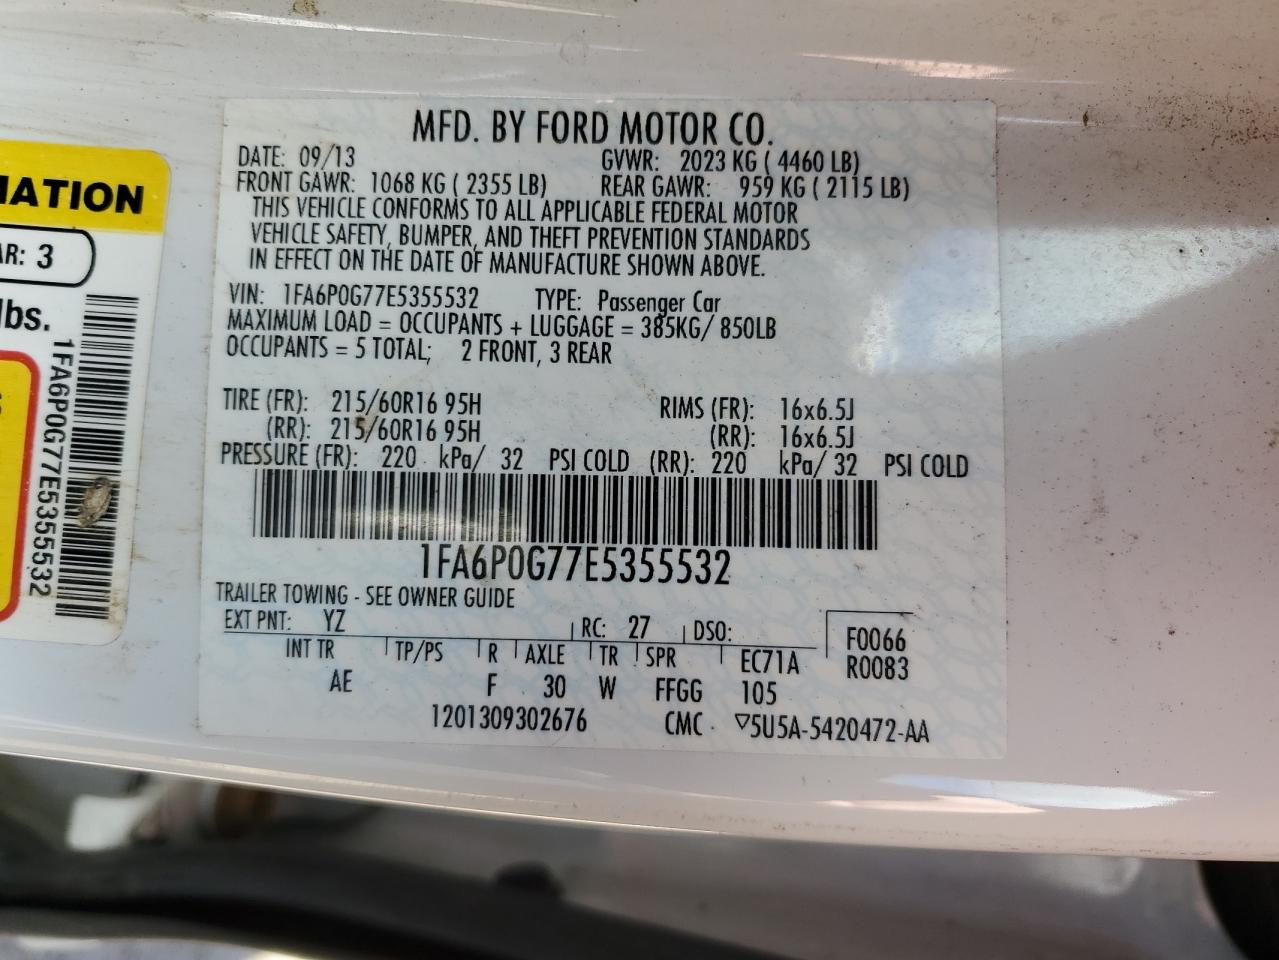 MFD. BY FORD MOTOR CO.
DATE: 09/13 GVWR: 2023 KG ( 4460 LB)
FRONT GAWR: 1068 KG ( 2355 LB) REAR GAWR: 959 KG ( 2115 LB)
THIS VEHICLE CONFORMS TO ALL APPLICABLE FEDERAL MOTOR
VEHICLE SAFETY, BUMPER, AND THEFT PREVENTION STANDARDS
IN EFFECT ON THE DATE OF MANUFACTURE SHOWN ABOVE.
VIN: 1FA6P0G77E5355532 TYPE: Passenger Car
MAXIMUM LOAD = OCCUPANTS + LUGGAGE = 385KG/ 850LB
OCCUPANTS = 5 TOTAL; 2 FRONT, 3 REAR
TIRE (FR): 215/60R16 95H RIMS (FR): 16x6.5J
(RR): 215/60R16 95H (RR): 16x6.5J
PRESSURE (FR): 220 kPa/ 32 PSI COLD (RR): 220 kPa/ 32 PSI COLD
1FA6P0G77E5355532
TRAILER TOWING - SEE OWNER GUIDE
EXT PNT: YZ RC: 27 DSO: F0066
INT TR TP/PS R AXLE TR SPR EC71A R0083
AE F 30 W FFGG 105
1201309302676 CMC ▽5U5A-5420472-AA
IATION
AR: 3
lbs.
1FA6P0G77E5355532